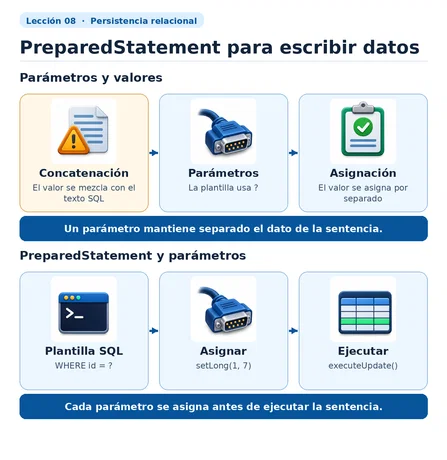 Lección 08 · Persistencia relacional
PreparedStatement para escribir datos
Parámetros y valores
Concatenación
El valor se mezcla con el
texto SQL
Parámetros
La plantilla usa ?
Asignación
El valor se asigna por
separado
Un parámetro mantiene separado el dato de la sentencia.
PreparedStatement y parámetros
>_
Plantilla SQL
WHERE id = ?
Asignar
setLong(1, 7)
Ejecutar
executeUpdate()
Cada parámetro se asigna antes de ejecutar la sentencia.